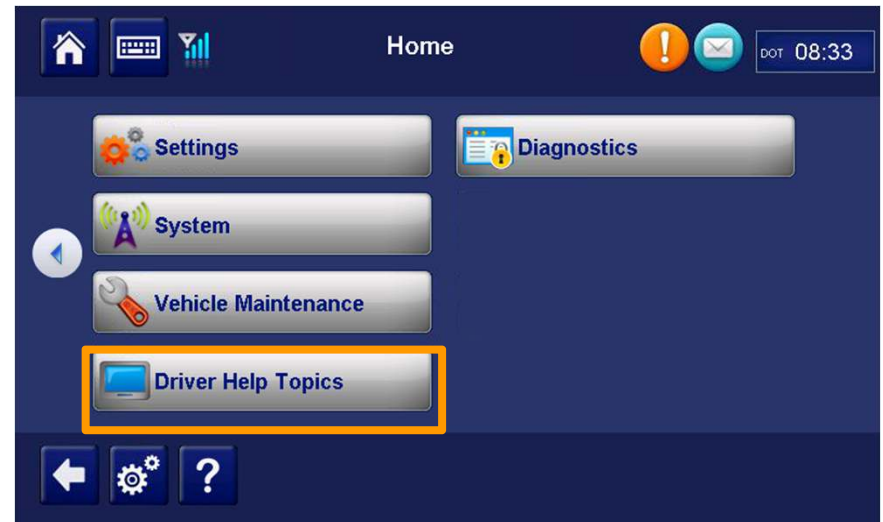 Home
DOT 08:33
Settings
Diagnostics
System
Vehicle Maintenance
Driver Help Topics
?